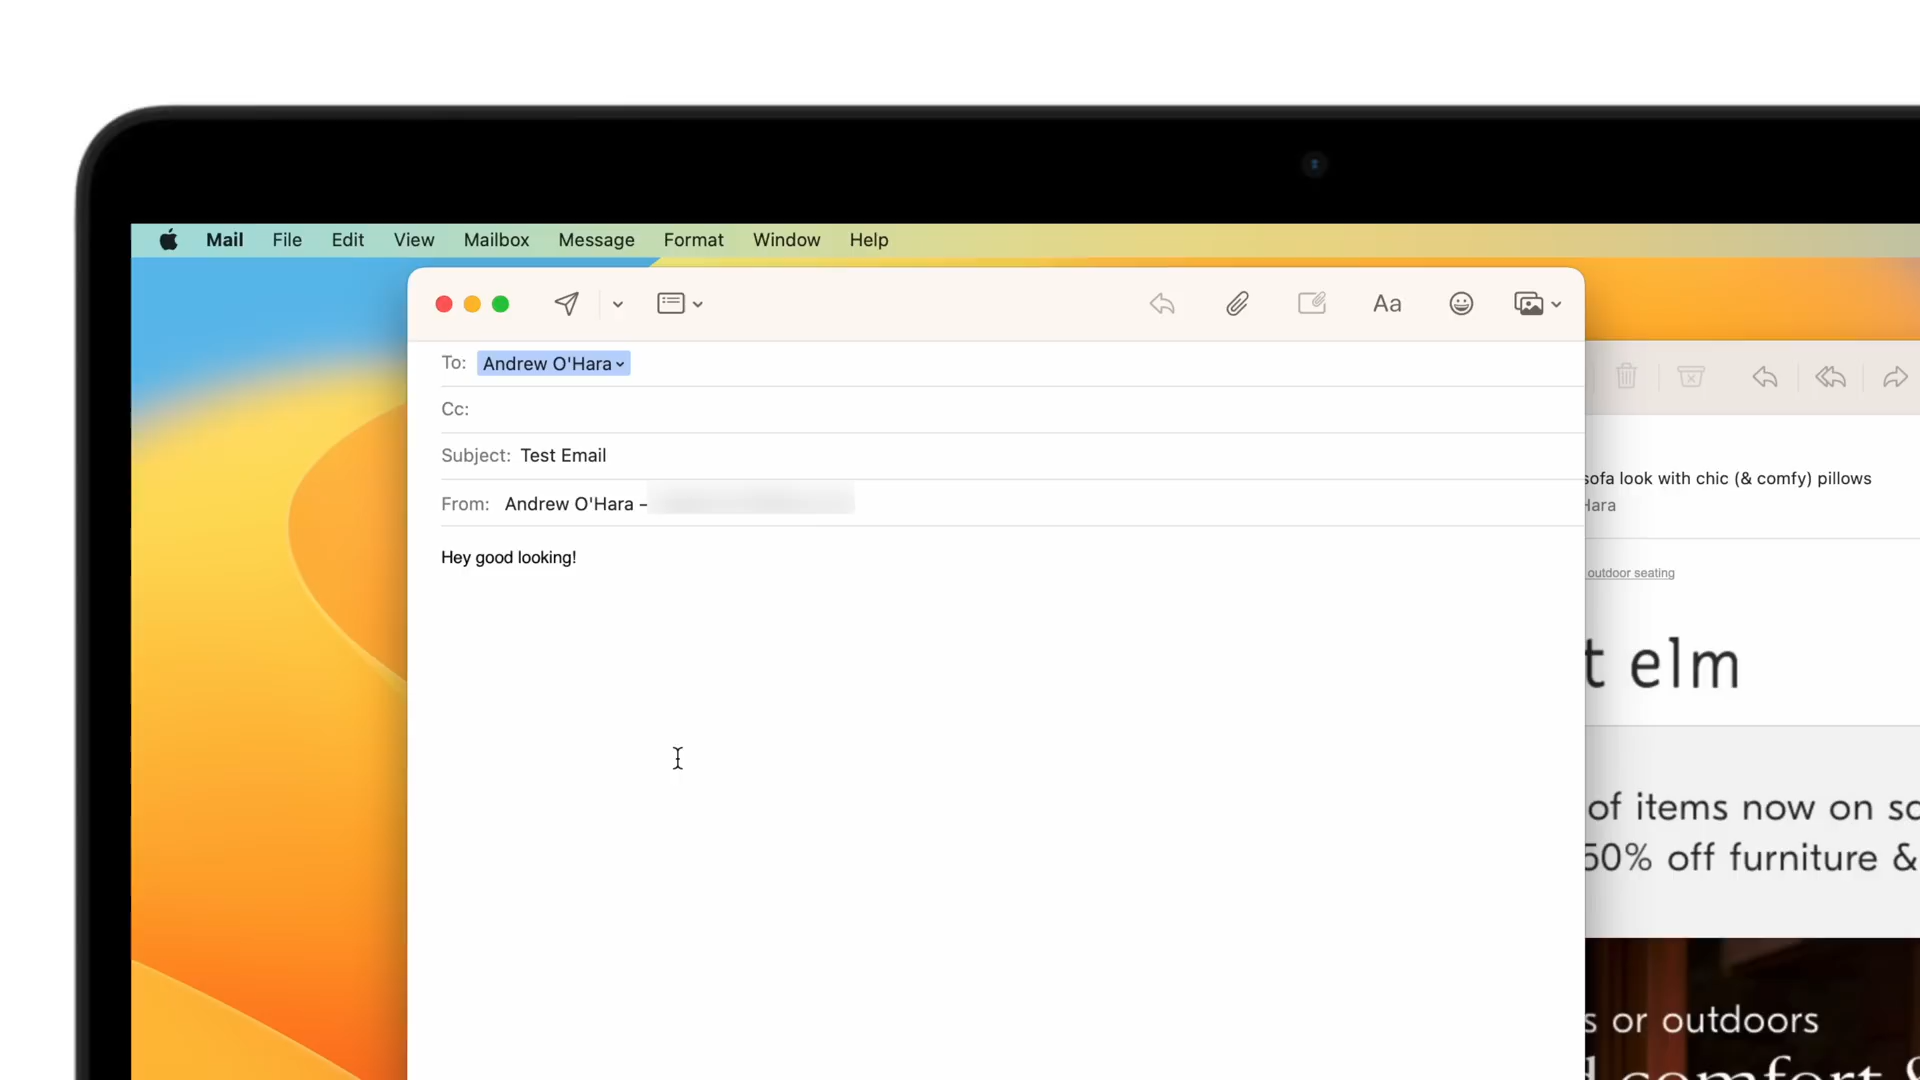 Mail File Edit View Mailbox Message Format Window Help
Aa
To: Andrew O'Hara
Cc:
Subject: Test Email
From: Andrew O'Hara –
Hey good looking!
sofa look with chic (& comfy) pillows
Hara
outdoor seating
t elm
of items now on
50% off furniture &
s or outdoors
comfort &